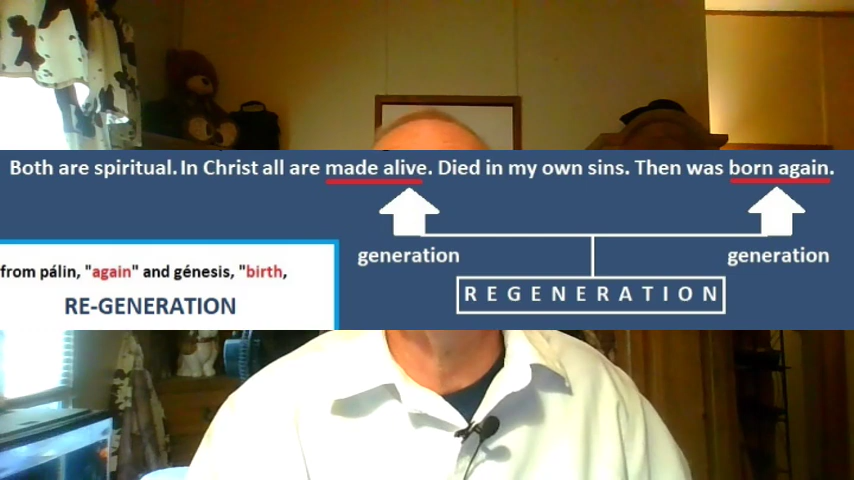 Both are spiritual. In Christ all are made alive. Died in my own sins. Then was born again.
generation generation
from pálin, "again" and génesis, "birth,
RE-GENERATION
REGENERATION